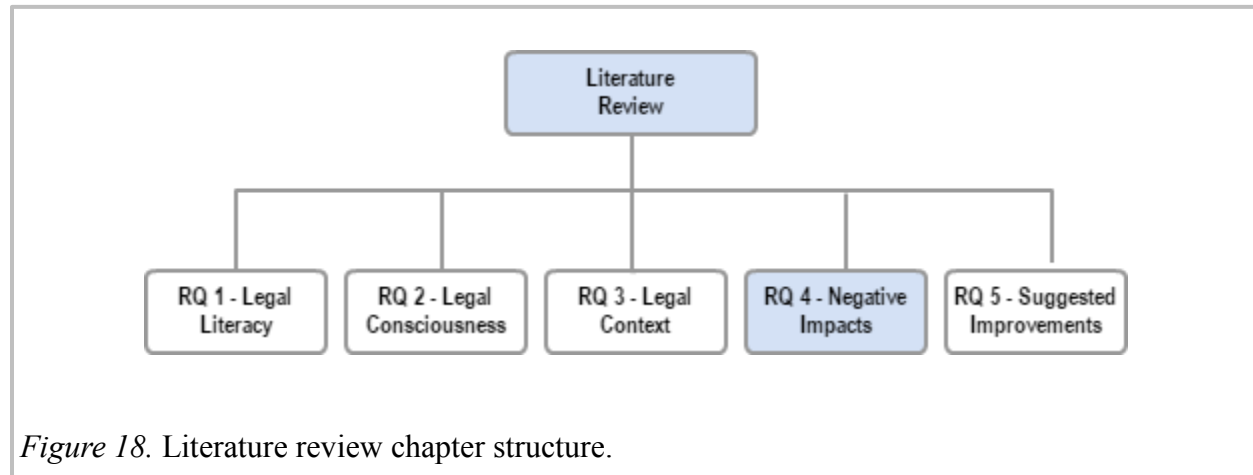 Literature
Review
RQ 1 - Legal
Literacy
RQ 2 - Legal
Consciousness
RQ 3 - Legal
Context
RQ 4 - Negative
Impacts
RQ 5 - Suggested
Improvements
Figure 18. Literature review chapter structure.